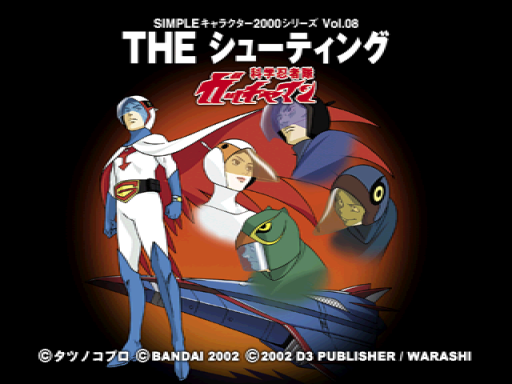 SIMPLEキャラクター2000シリーズ Vol.08
THE シューティング
科学忍者隊
ガッチャマン
©タツノコプロ ©BANDAI 2002 ©2002 D3 PUBLISHER / WARASHI